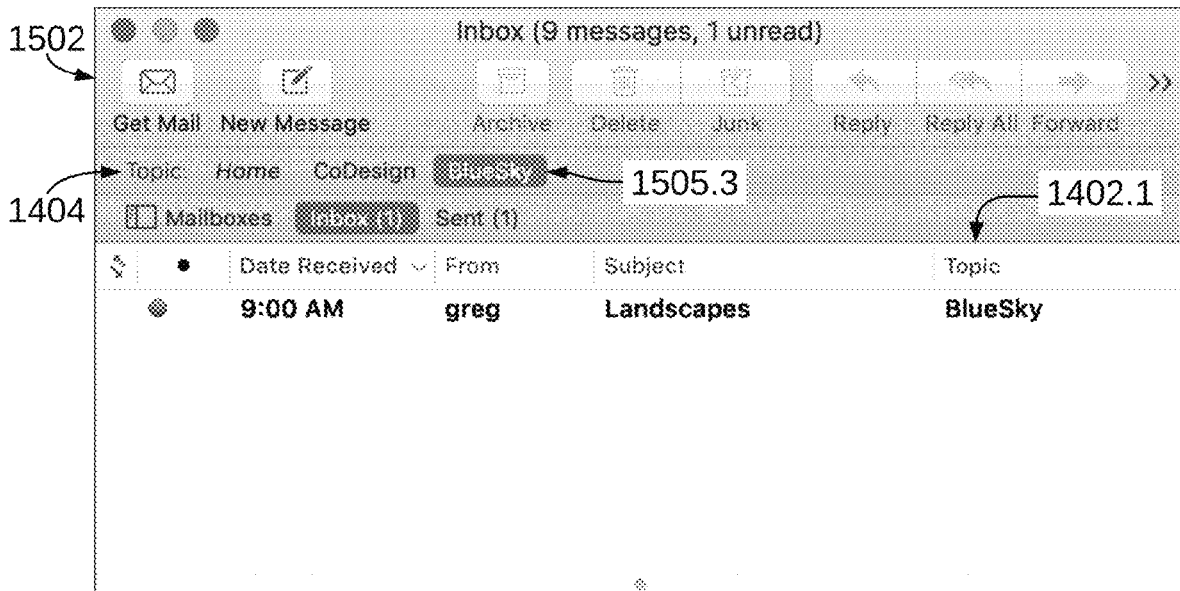 1502
Inbox (9 messages, 1 unread)
Get Mail New Message Archive Delete Junk Reply Reply All Forward
Topic Home CoDesign BlueSky
1505.3
1402.1
1404
Mailboxes Inbox (1) Sent (1)
Date Received From Subject Topic
9:00 AM greg Landscapes BlueSky